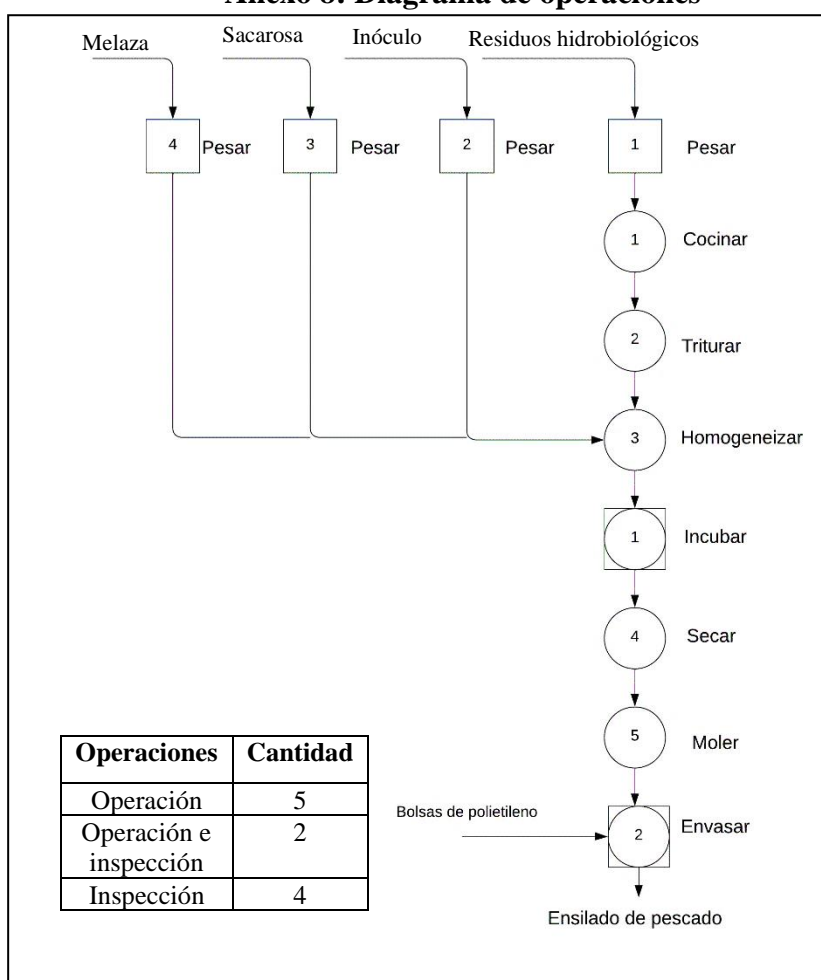 Anexo 8: Diagrama de operaciones
Melaza
Sacarosa
Inóculo
Residuos hidrobiológicos
4
Pesar
3
Pesar
2
Pesar
1
Pesar
1
Cocinar
2
Triturar
3
Homogeneizar
1
Incubar
4
Secar
5
Moler
Bolsas de polietileno
2
Envasar
Ensilado de pescado
Operaciones Cantidad
Operación 5
Operación e 2
inspección
Inspección 4